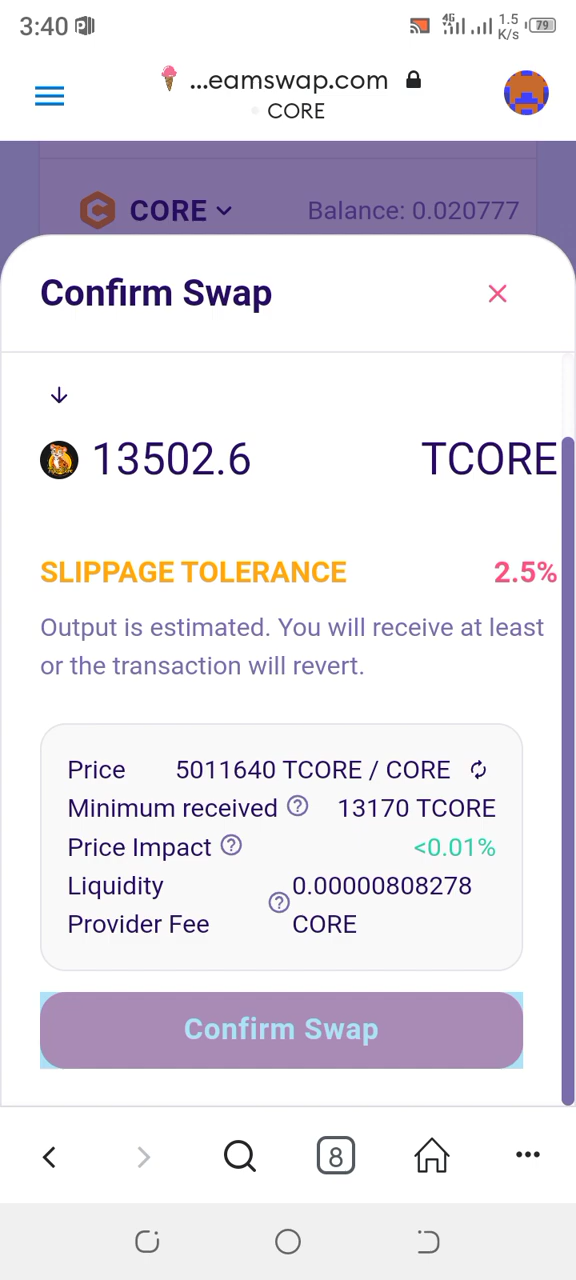 3:40
4G
1.5
K/s
79
...eamswap.com
CORE
CORE
Balance: 0.020777
Confirm Swap
13502.6 TCORE
SLIPPAGE TOLERANCE 2.5%
Output is estimated. You will receive at least
or the transaction will revert.
Price 5011640 TCORE / CORE
Minimum received ? 13170 TCORE
Price Impact ? <0.01%
Liquidity
Provider Fee
? 0.00000808278
CORE
Confirm Swap
8